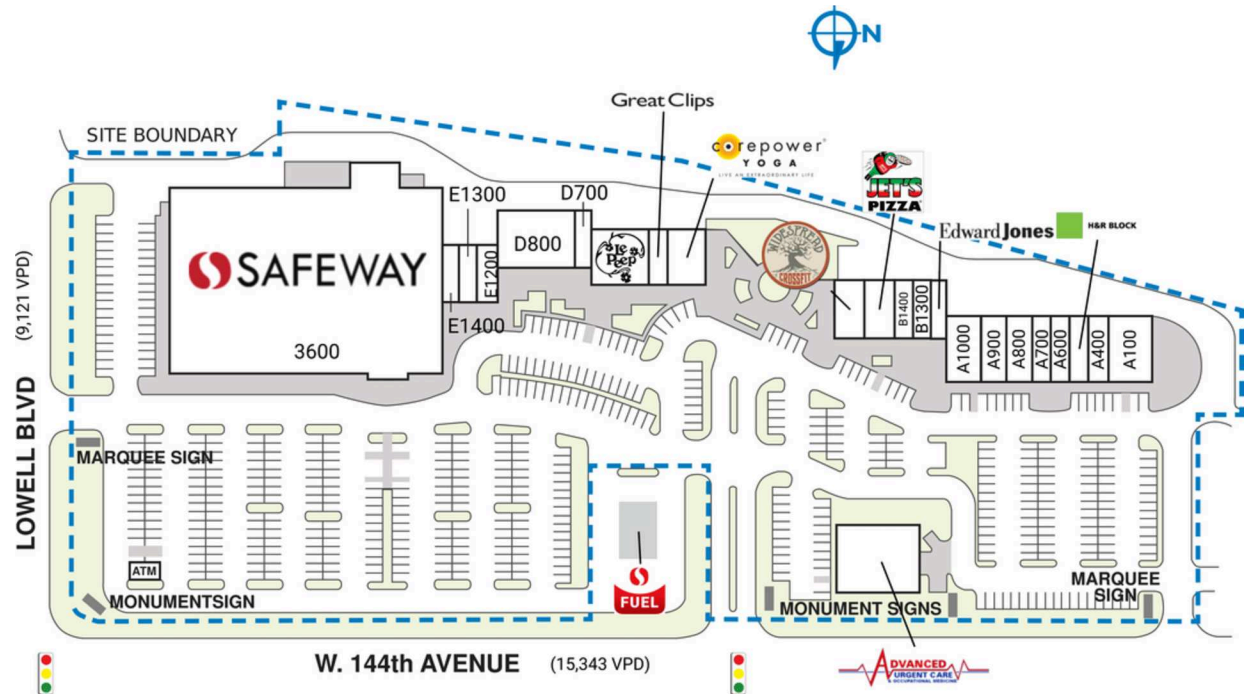 N
Great Clips
SITE BOUNDARY
corepower®
YOGA
LIVE AN EXTRAORDINARY LIFE
JET'S
PIZZA
E1300
D700
Edward Jones
H&R BLOCK
D800
Le Peep
WIDESPREAD
CROSSFIT
SAFEWAY
E1200
E1400
B1400
B1300
3600
A1000
A900
A800
A700
A600
A400
A100
(9,121 VPD)
LOWELL BLVD
MARQUEE SIGN
ATM
MONUMENTSIGN
FUEL
MONUMENT SIGNS
MARQUEE
SIGN
W. 144th AVENUE (15,343 VPD)
ADVANCED
URGENT CARE
& OCCUPATIONAL MEDICINE